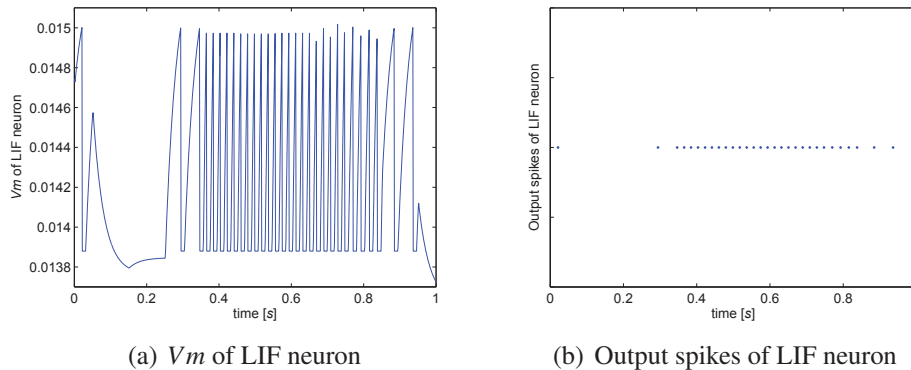 0.015
0.0148
0.0146
0.0144
0.0142
0.014
0.0138
Vm of LIF neuron
0 0.2 0.4 0.6 0.8 1
time [s]
(a) Vm of LIF neuron
Output spikes of LIF neuron
0 0.2 0.4 0.6 0.8
time [s]
(b) Output spikes of LIF neuron